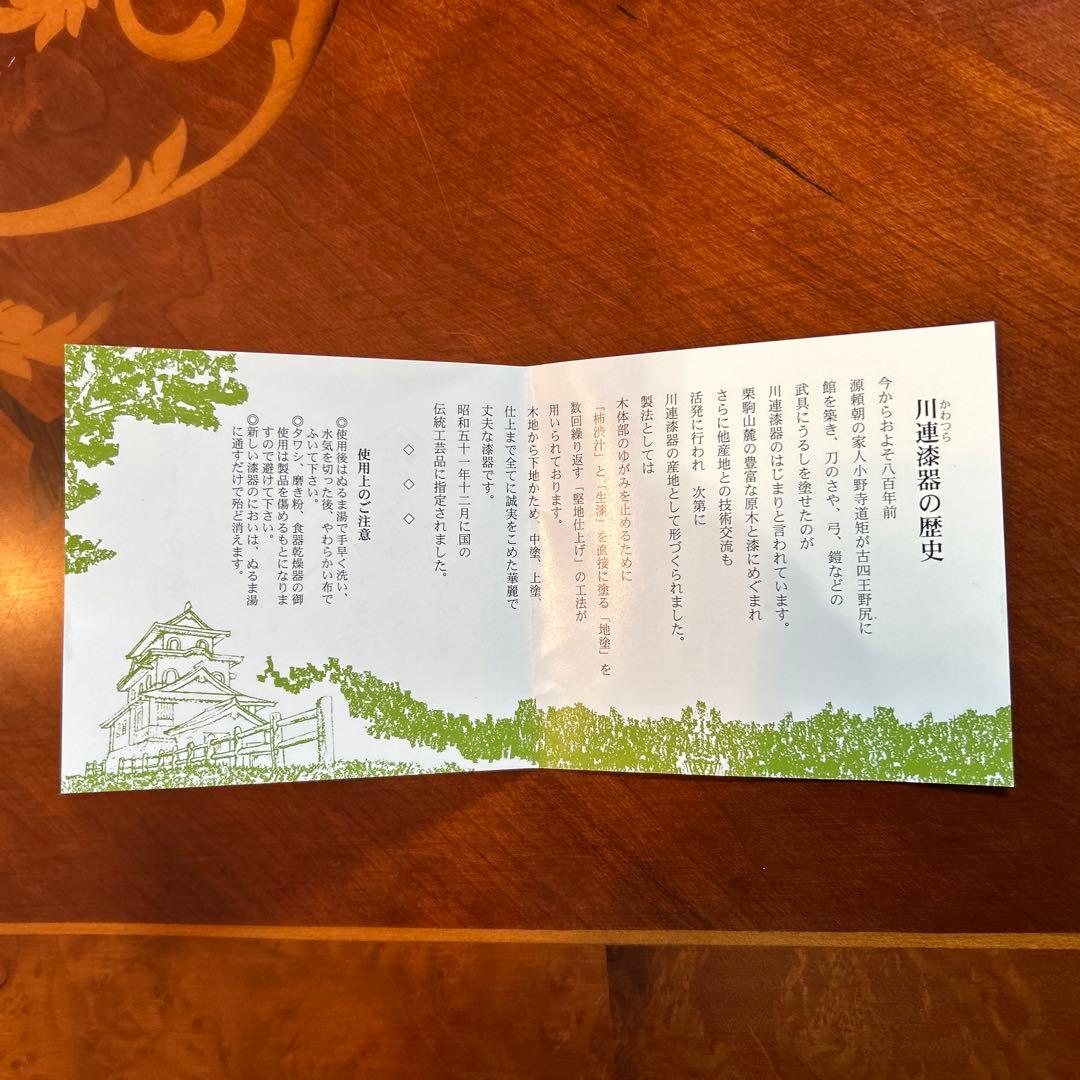 川連漆器の歴史
かわつら
今からおよそ八百年前
源頼朝の家人小野寺道矩が古四王野尻に
館を築き、刀のさや、弓、鎧などの
武具にうるしを塗せたのが
川連漆器のはじまりと言われています。
栗駒山麓の豊富な原木と漆にめぐまれ
さらに他産地との技術交流も
活発に行われ 次第に
川連漆器の産地として形づくられました。
製法としては
木体部のゆがみを止めるために
「柿渋汁」と「生漆」を直接に塗る「地塗」を
数回繰り返す「堅地仕上げ」の工法が
用いられております。
木地から下地かため、中塗、上塗、
仕上まで全てに誠実をこめた華麗で
丈夫な漆器です。
昭和五十一年十二月に国の
伝統工芸品に指定されました。
◇ ◇ ◇
使用上のご注意
◎使用後はぬるま湯で手早く洗い、
水気を切った後、やわらかい布で
ふいて下さい。
◎タワシ、磨き粉、食器乾燥器の御
使用は製品を傷めるもとになりま
すので避けて下さい。
◎新しい漆器のにおいは、ぬるま湯
に通すだけで殆ど消えます。